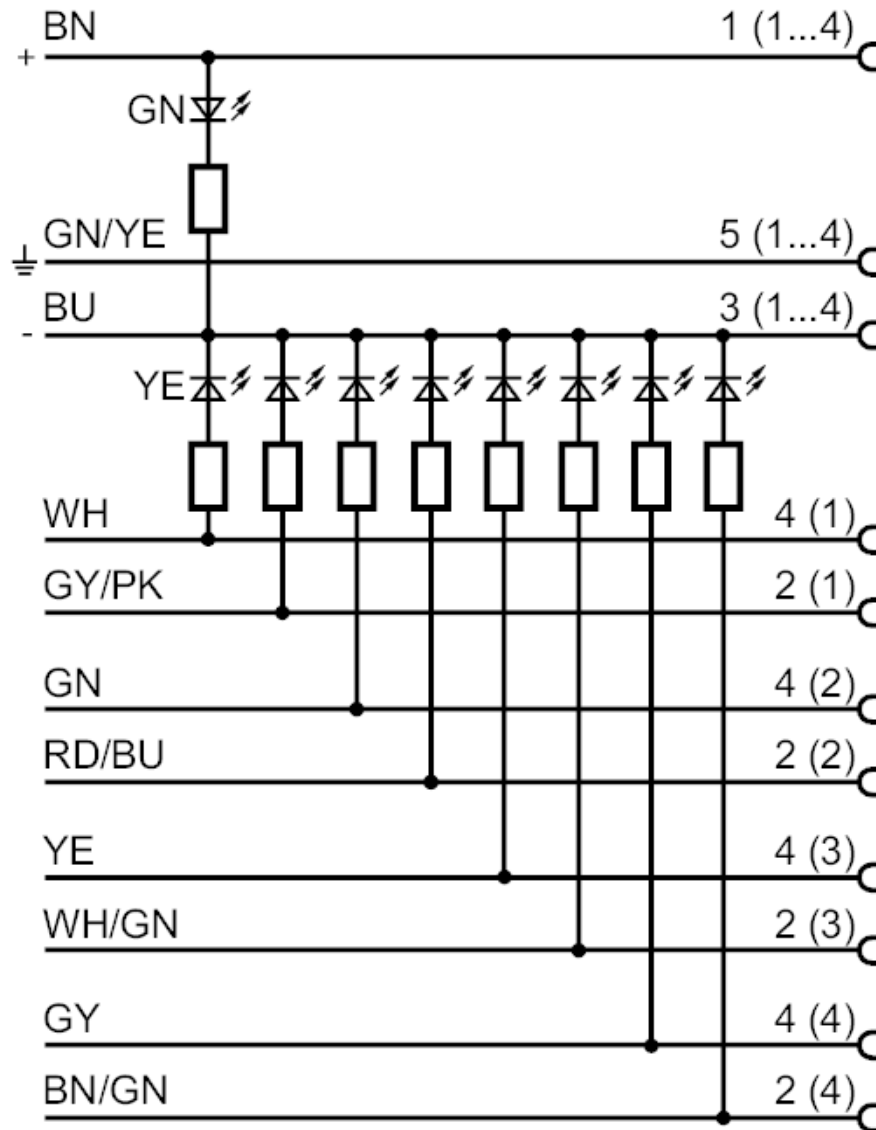 BN 1 (1...4)
+
GN
GN/YE 5 (1...4)
BU 3 (1...4)
-
YE
WH 4 (1)
GY/PK 2 (1)
GN 4 (2)
RD/BU 2 (2)
YE 4 (3)
WH/GN 2 (3)
GY 4 (4)
BN/GN 2 (4)